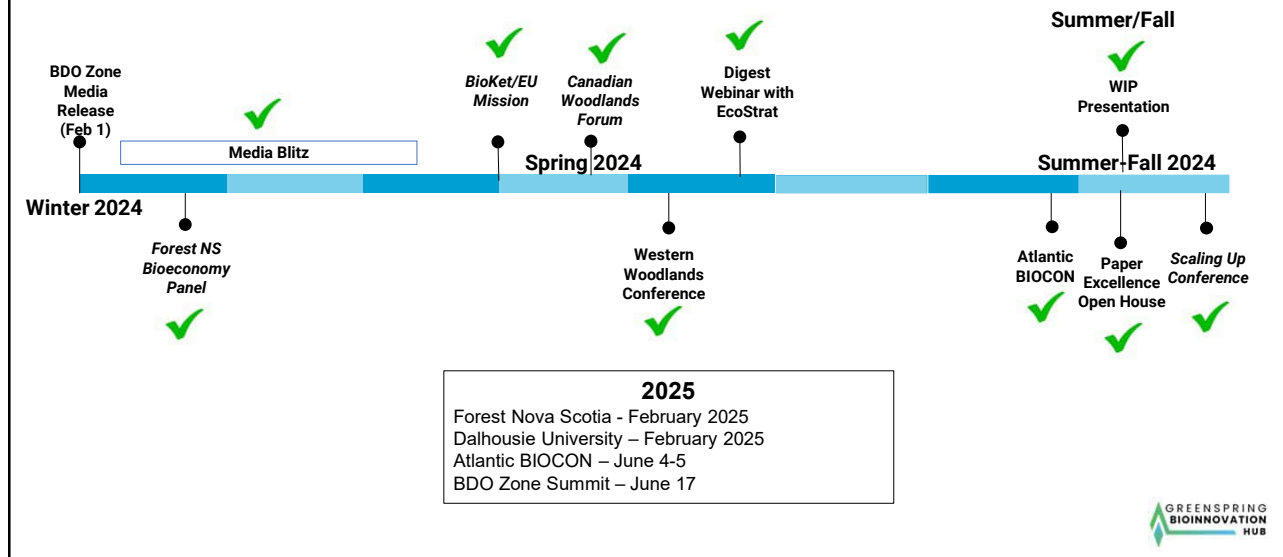 Summer/Fall
BDO Zone
Media
Release
(Feb 1)
Media Blitz
BioKet/EU
Mission
Canadian
Woodlands
Forum
Digest
Webinar with
EcoStrat
WIP
Presentation
Winter 2024
Spring 2024
Summer-Fall 2024
Forest NS
Bioeconomy
Panel
Western
Woodlands
Conference
Atlantic
BIOCON
Paper
Excellence
Open House
Scaling Up
Conference
2025
Forest Nova Scotia - February 2025
Dalhousie University – February 2025
Atlantic BIOCON – June 4-5
BDO Zone Summit – June 17
GREENSPRING
BIOINNOVATION
HUB